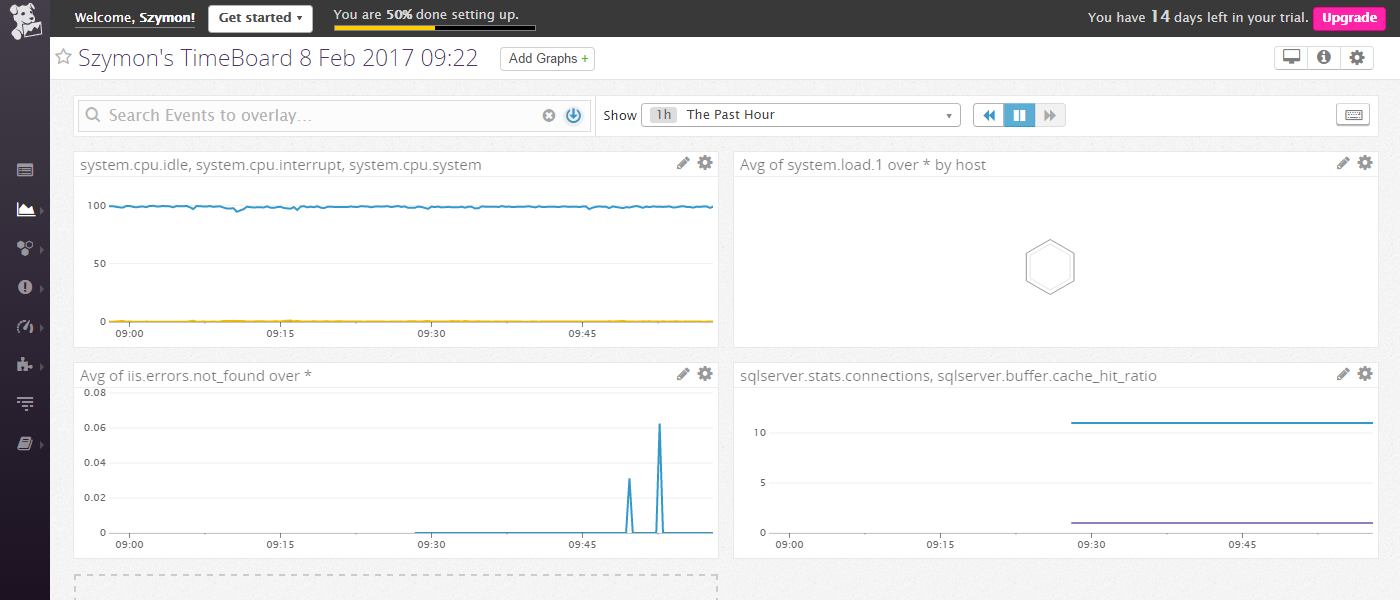 Welcome, Szymon! Get started ▾ You are 50% done setting up. You have 14 days left in your trial. Upgrade
Szymon's TimeBoard 8 Feb 2017 09:22 Add Graphs +
Search Events to overlay... Show 1h The Past Hour
system.cpu.idle, system.cpu.interrupt, system.cpu.system
100
50
0
09:00 09:15 09:30 09:45
Avg of system.load.1 over * by host
Avg of iis.errors.not_found over *
0.08
0.06
0.04
0.02
0
09:00 09:15 09:30 09:45
sqlserver.stats.connections, sqlserver.buffer.cache_hit_ratio
10
5
0
09:00 09:15 09:30 09:45